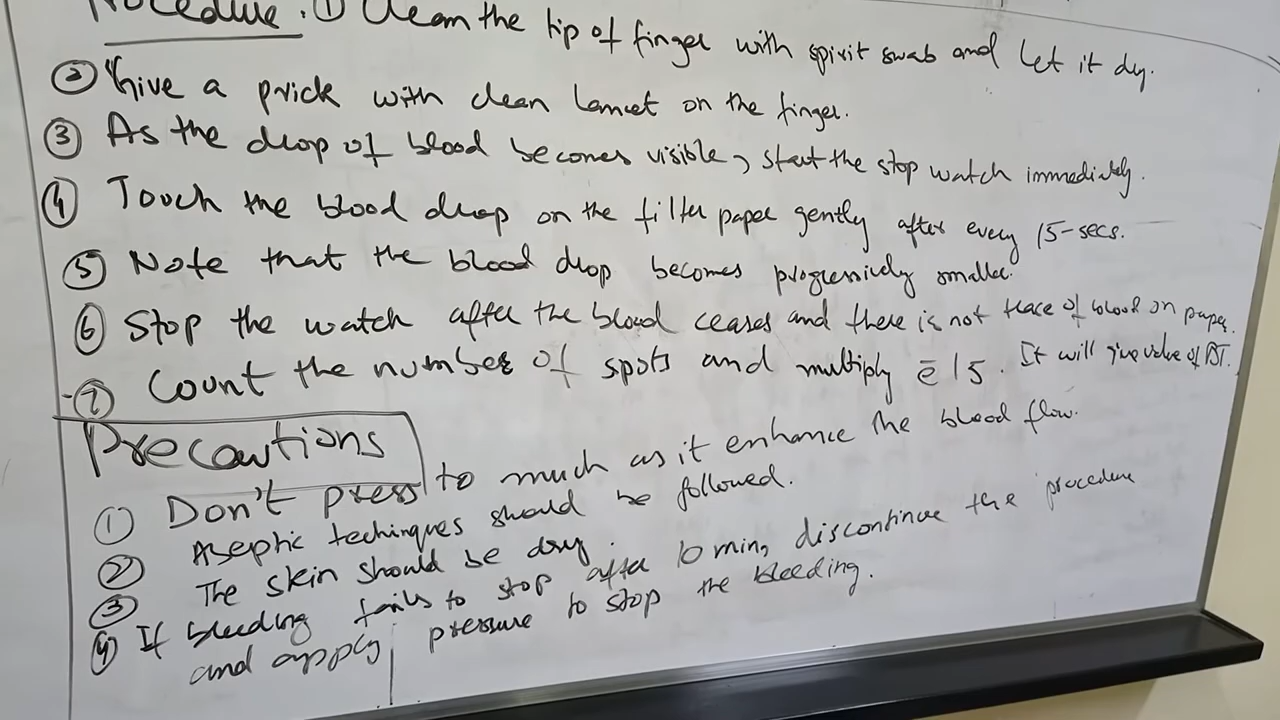 Procedure: ① Clean the tip of finger with spirit swab and let it dry.
② Give a prick with clean lancet on the finger.
③ As the drop of blood becomes visible, start the stop watch immediately.
④ Touch the blood drop on the filter paper gently after every 15-secs.
⑤ Note that the blood drop becomes progressively smaller.
⑥ Stop the watch after the blood ceases and there is not trace of blood on paper.
⑦ Count the number of spots and multiply c̄ 15. It will give value of BT.
Precautions
① Don't press to much as it enhance the blood flow.
② Aseptic techinques should be followed.
③ The skin should be dry.
④ If bleeding fails to stop after 10 min, discontinue the procedure
and apply pressure to stop the bleeding.